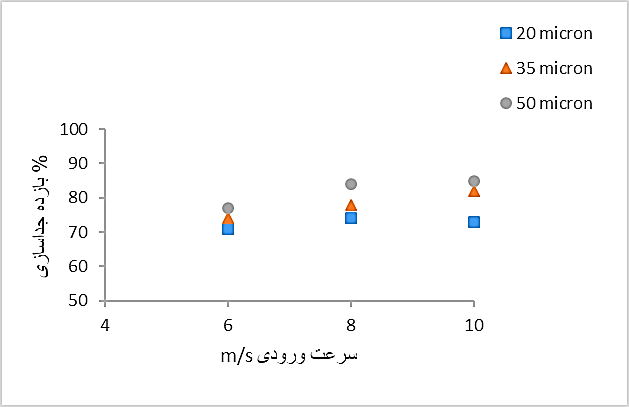 20 micron
35 micron
50 micron
100
90
80
70
60
50
4 6 8 10
بازده جداسازی %
سرعت ورودی m/s